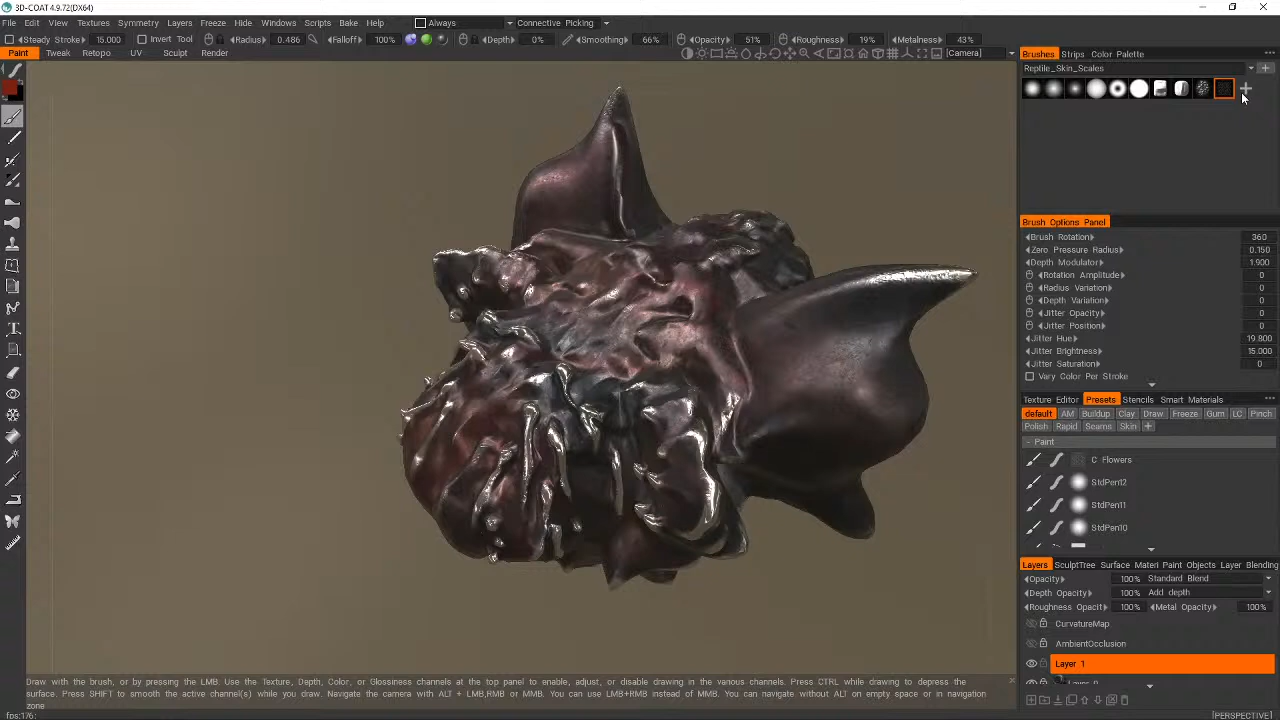 3D-COAT 4.9.72(DX64)
File Edit View Textures Symmetry Layers Freeze Hide Windows Scripts Bake Help Always Connective Picking
Steady Stroke 15.000 Invert Tool Radius 0.486 Falloff 100% Depth 0% Smoothing 66% Opacity 51% Roughness 19% Metalness 43%
Paint Tweak Retopo UV Sculpt Render [Camera]
Brushes Strips Color Palette
Reptile_Skin_Scales
Brush Options Panel
Brush Rotation 360
Zero Pressure Radius 0.150
Depth Modulator 1.900
Rotation Amplitude 0
Radius Variation 0
Depth Variation 0
Jitter Opacity 0
Jitter Position 0
Jitter Hue 19.800
Jitter Brightness 15.000
Jitter Saturation 0
Vary Color Per Stroke
Texture Editor Presets Stencils Smart Materials
default AM Buildup Clay Draw Freeze Gum LC Pinch
Polish Rapid Seams Skin +
- Paint
C Flowers
StdPen12
StdPen11
StdPen10
Layers SculptTree Surface Materi Paint Objects Layer Blending
Opacity 100% Standard Blend
Depth Opacity 100% Add depth
Roughness Opacit 100% Metal Opacity 100%
CurvatureMap
AmbientOcclusion
Layer 1
Layer 0
Draw with the brush, or by pressing the LMB. Use the Texture, Depth, Color, or Glossiness channels at the top panel to enable, adjust, or disable drawing in the various channels. Press CTRL while drawing to depress the
surface. Press SHIFT to smooth the active channel(s) while you draw. Navigate the camera with ALT + LMB,RMB or MMB. You can use LMB+RMB instead of MMB. You can navigate without ALT on empty space or in navigation
zone
fps:176; [PERSPECTIVE]